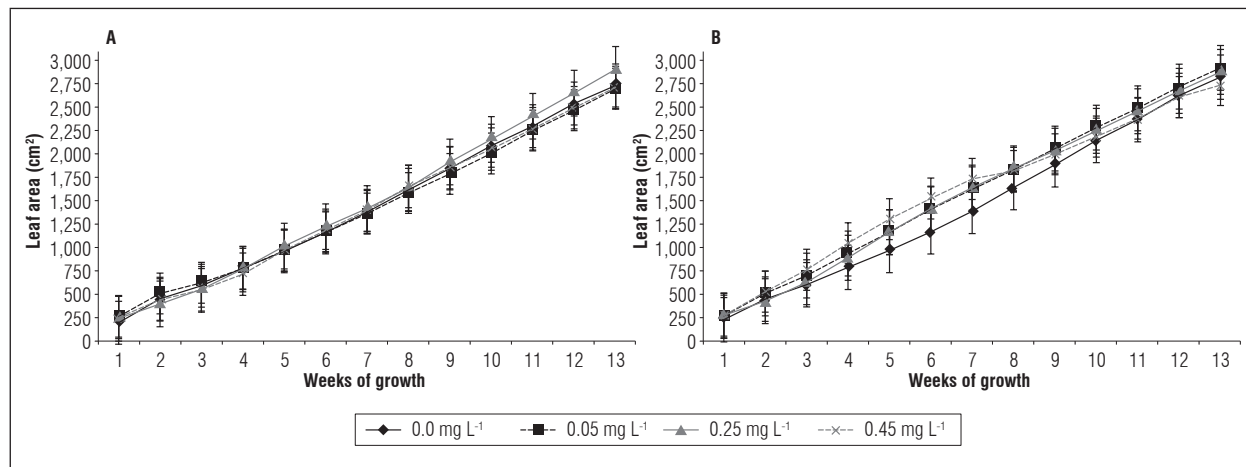 A
Leaf area (cm²)
3,000
2,750
2,500
2,250
2,000
1,750
1,500
1,250
1,000
750
500
250
0
1 2 3 4 5 6 7 8 9 10 11 12 13
Weeks of growth
B
Leaf area (cm²)
3,000
2,750
2,500
2,250
2,000
1,750
1,500
1,250
1,000
750
500
250
0
1 2 3 4 5 6 7 8 9 10 11 12 13
Weeks of growth
0.0 mg L⁻¹ 0.05 mg L⁻¹ 0.25 mg L⁻¹ 0.45 mg L⁻¹